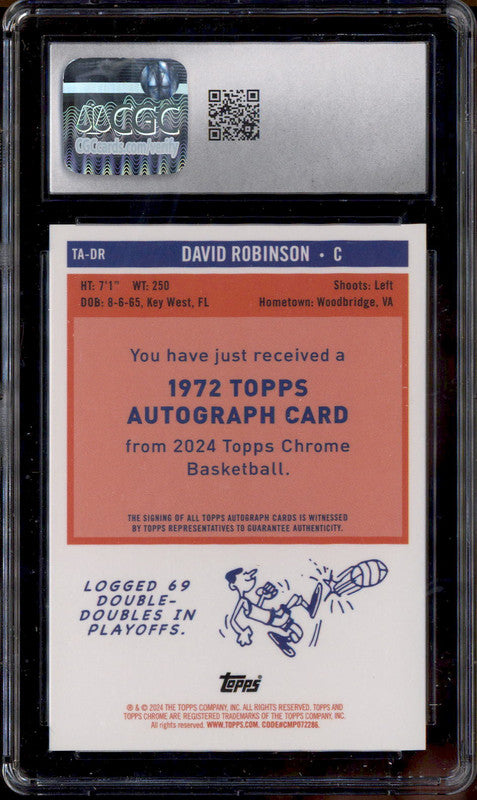 CGC
CGCcards.com/verify
TA-DR
DAVID ROBINSON • C
HT: 7'1" WT: 250
Shoots: Left
DOB: 8-6-65, Key West, FL
Hometown: Woodbridge, VA
You have just received a
1972 TOPPS
AUTOGRAPH CARD
from 2024 Topps Chrome
Basketball.
THE SIGNING OF ALL TOPPS AUTOGRAPH CARDS IS WITNESSED
BY TOPPS REPRESENTATIVES TO GUARANTEE AUTHENTICITY.
LOGGED 69
DOUBLE-
DOUBLES IN
PLAYOFFS.
topps®
® & © 2024 THE TOPPS COMPANY, INC. ALL RIGHTS RESERVED. TOPPS AND
TOPPS CHROME ARE REGISTERED TRADEMARKS OF THE TOPPS COMPANY, INC.
All rights reserved. WWW.TOPPS.COM. CODE#CMP072286.